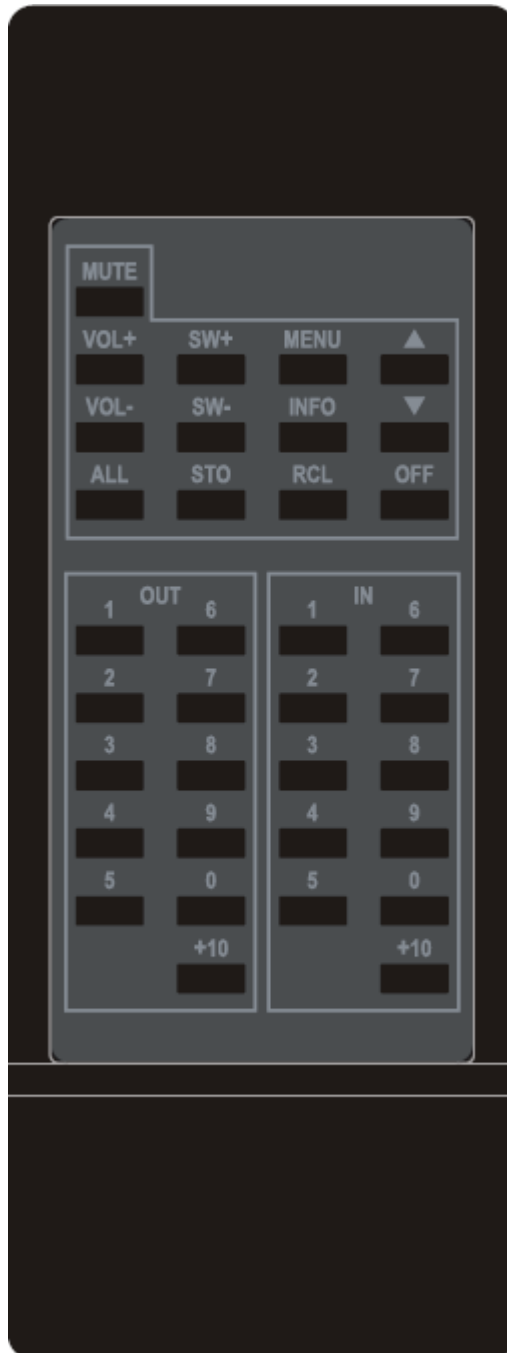 MUTE
VOL+ SW+ MENU ▲
VOL- SW- INFO ▼
ALL STO RCL OFF
OUT IN
1 6 1 6
2 7 2 7
3 8 3 8
4 9 4 9
5 0 5 0
+10 +10